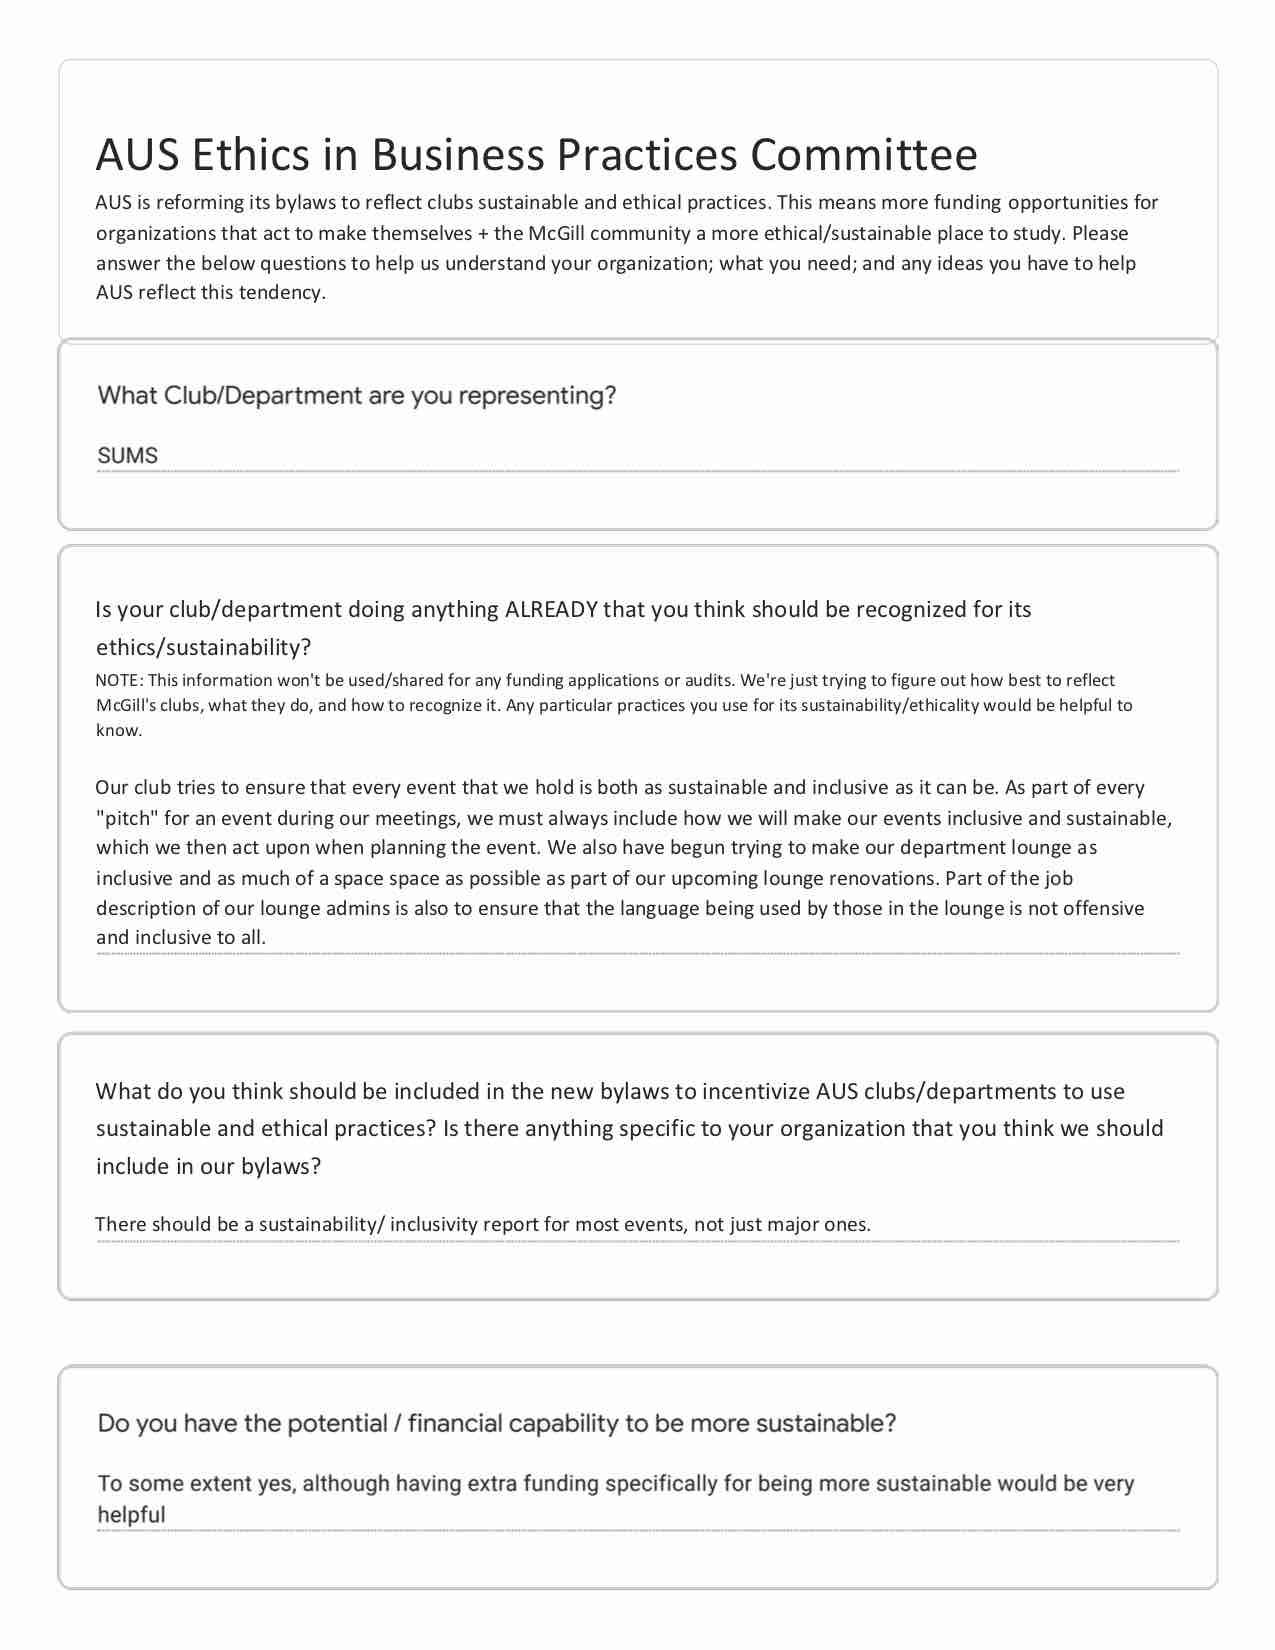 AUS Ethics in Business Practices Committee
AUS is reforming its bylaws to reflect clubs sustainable and ethical practices. This means more funding opportunities for
organizations that act to make themselves + the McGill community a more ethical/sustainable place to study. Please
answer the below questions to help us understand your organization; what you need; and any ideas you have to help
AUS reflect this tendency.
What Club/Department are you representing?
SUMS
Is your club/department doing anything ALREADY that you think should be recognized for its
ethics/sustainability?
NOTE: This information won't be used/shared for any funding applications or audits. We're just trying to figure out how best to reflect
McGill's clubs, what they do, and how to recognize it. Any particular practices you use for its sustainability/ethicality would be helpful to
know.
Our club tries to ensure that every event that we hold is both as sustainable and inclusive as it can be. As part of every
"pitch" for an event during our meetings, we must always include how we will make our events inclusive and sustainable,
which we then act upon when planning the event. We also have begun trying to make our department lounge as
inclusive and as much of a space space as possible as part of our upcoming lounge renovations. Part of the job
description of our lounge admins is also to ensure that the language being used by those in the lounge is not offensive
and inclusive to all.
What do you think should be included in the new bylaws to incentivize AUS clubs/departments to use
sustainable and ethical practices? Is there anything specific to your organization that you think we should
include in our bylaws?
There should be a sustainability/ inclusivity report for most events, not just major ones.
Do you have the potential / financial capability to be more sustainable?
To some extent yes, although having extra funding specifically for being more sustainable would be very
helpful